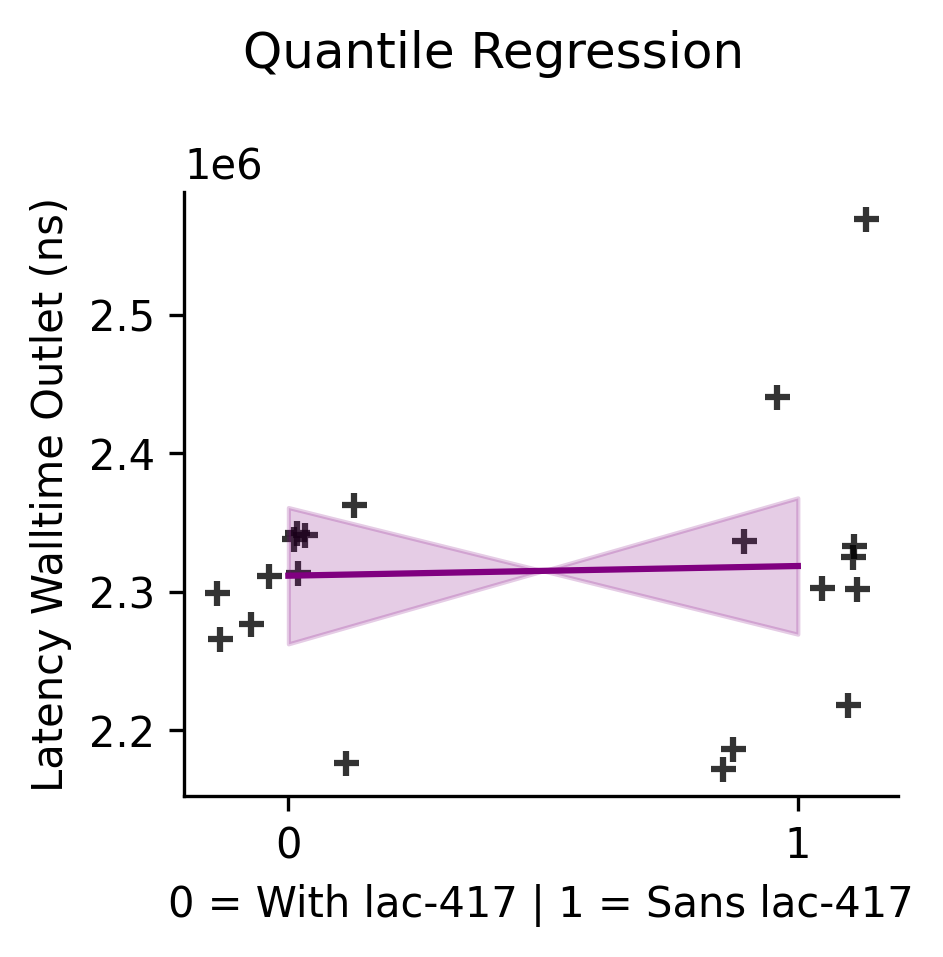 Quantile Regression
1e6
Latency Walltime Outlet (ns)
2.5
2.4
2.3
2.2
0 1
0 = With lac-417 | 1 = Sans lac-417